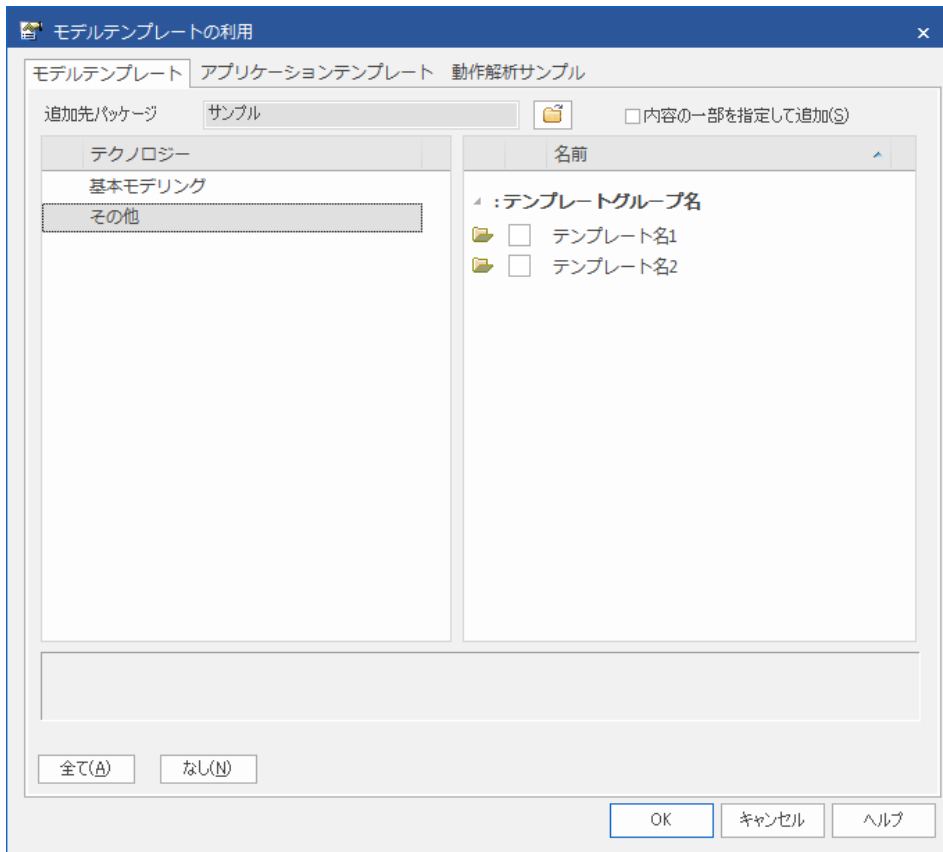 モデルテンプレートの利用
モデルテンプレート アプリケーションテンプレート 動作解析サンプル
追加先パッケージ サンプル 内容の一部を指定して追加(S)
テクノロジー 名前
基本モデリング
その他
:テンプレートグループ名
テンプレート名1
テンプレート名2
全て(A) なし(N)
OK キャンセル ヘルプ